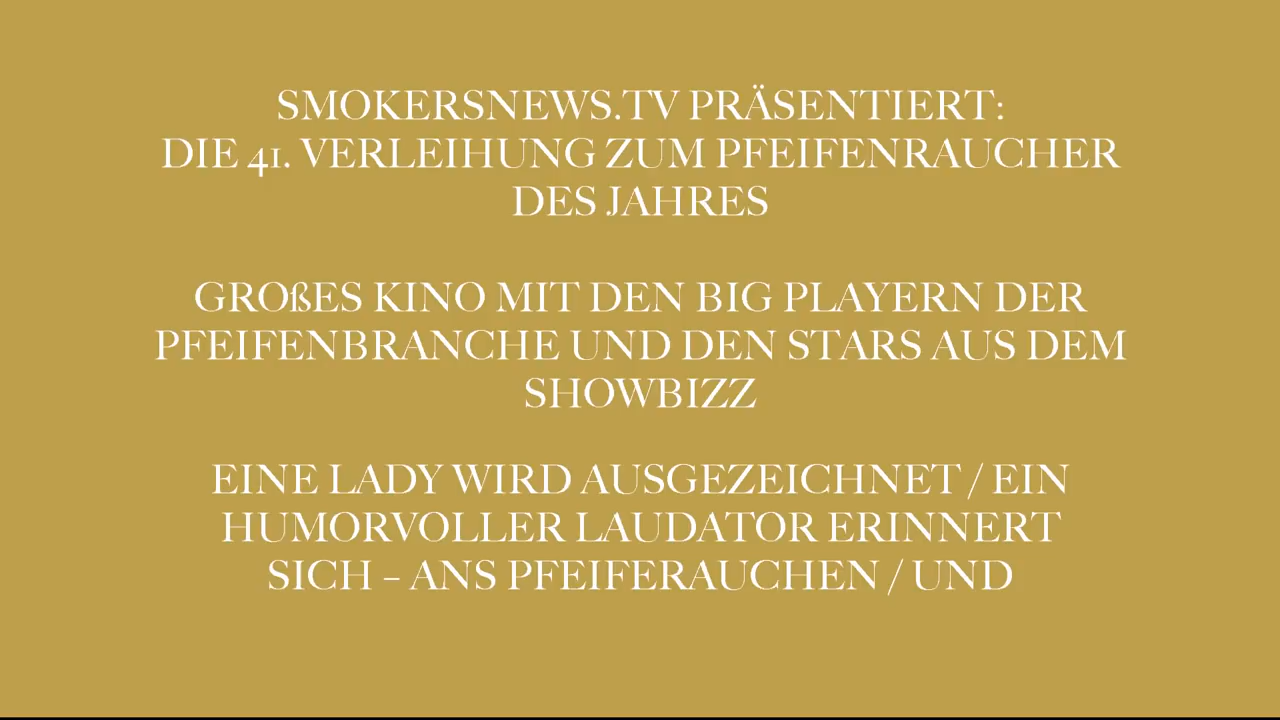 SMOKERSNEWS.TV PRÄSENTIERT:
DIE 41. VERLEIHUNG ZUM PFEIFENRAUCHER
DES JAHRES
GROßES KINO MIT DEN BIG PLAYERN DER
PFEIFENBRANCHE UND DEN STARS AUS DEM
SHOWBIZZ
EINE LADY WIRD AUSGEZEICHNET / EIN
HUMORVOLLER LAUDATOR ERINNERT
SICH – ANS PFEIFERAUCHEN / UND